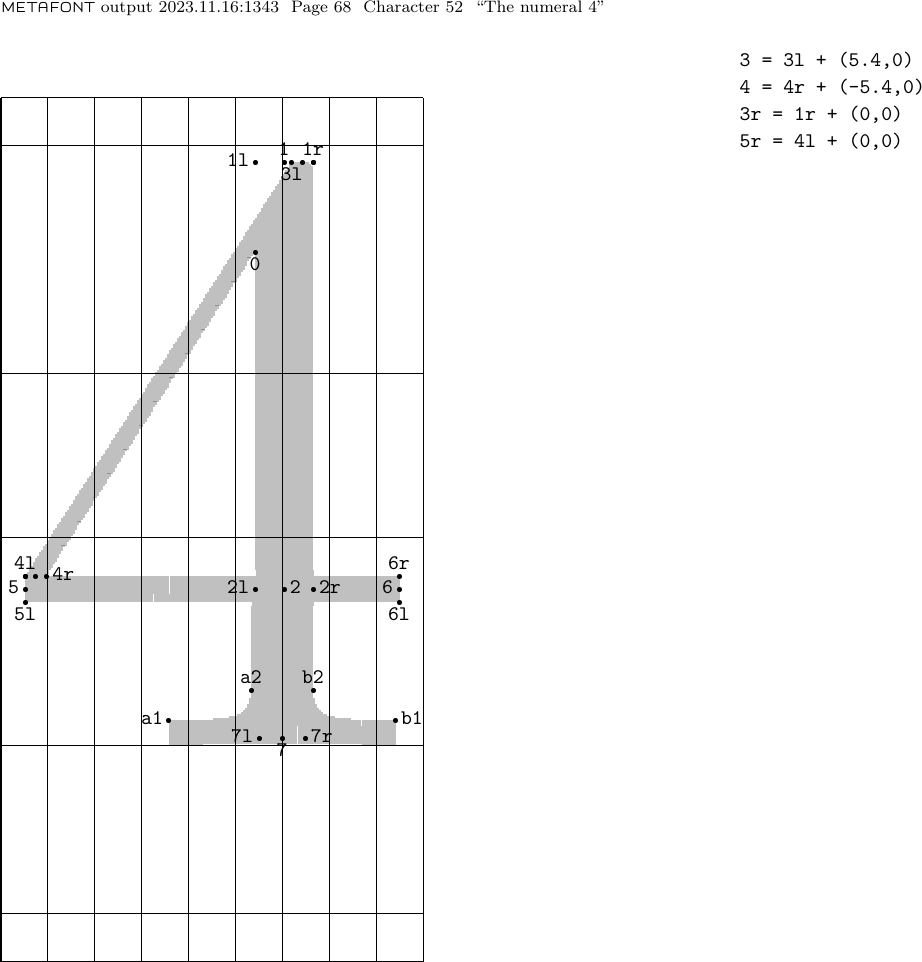 METAFONT output 2023.11.16:1343 Page 68 Character 52 “The numeral 4”
3 = 3l + (5.4,0)
4 = 4r + (-5.4,0)
3r = 1r + (0,0)
5r = 4l + (0,0)
1l 1 1r
3l
0
4l 4r 6r
5 2l 2 2r 6
5l 6l
a2 b2
a1 b1
7l 7 7r